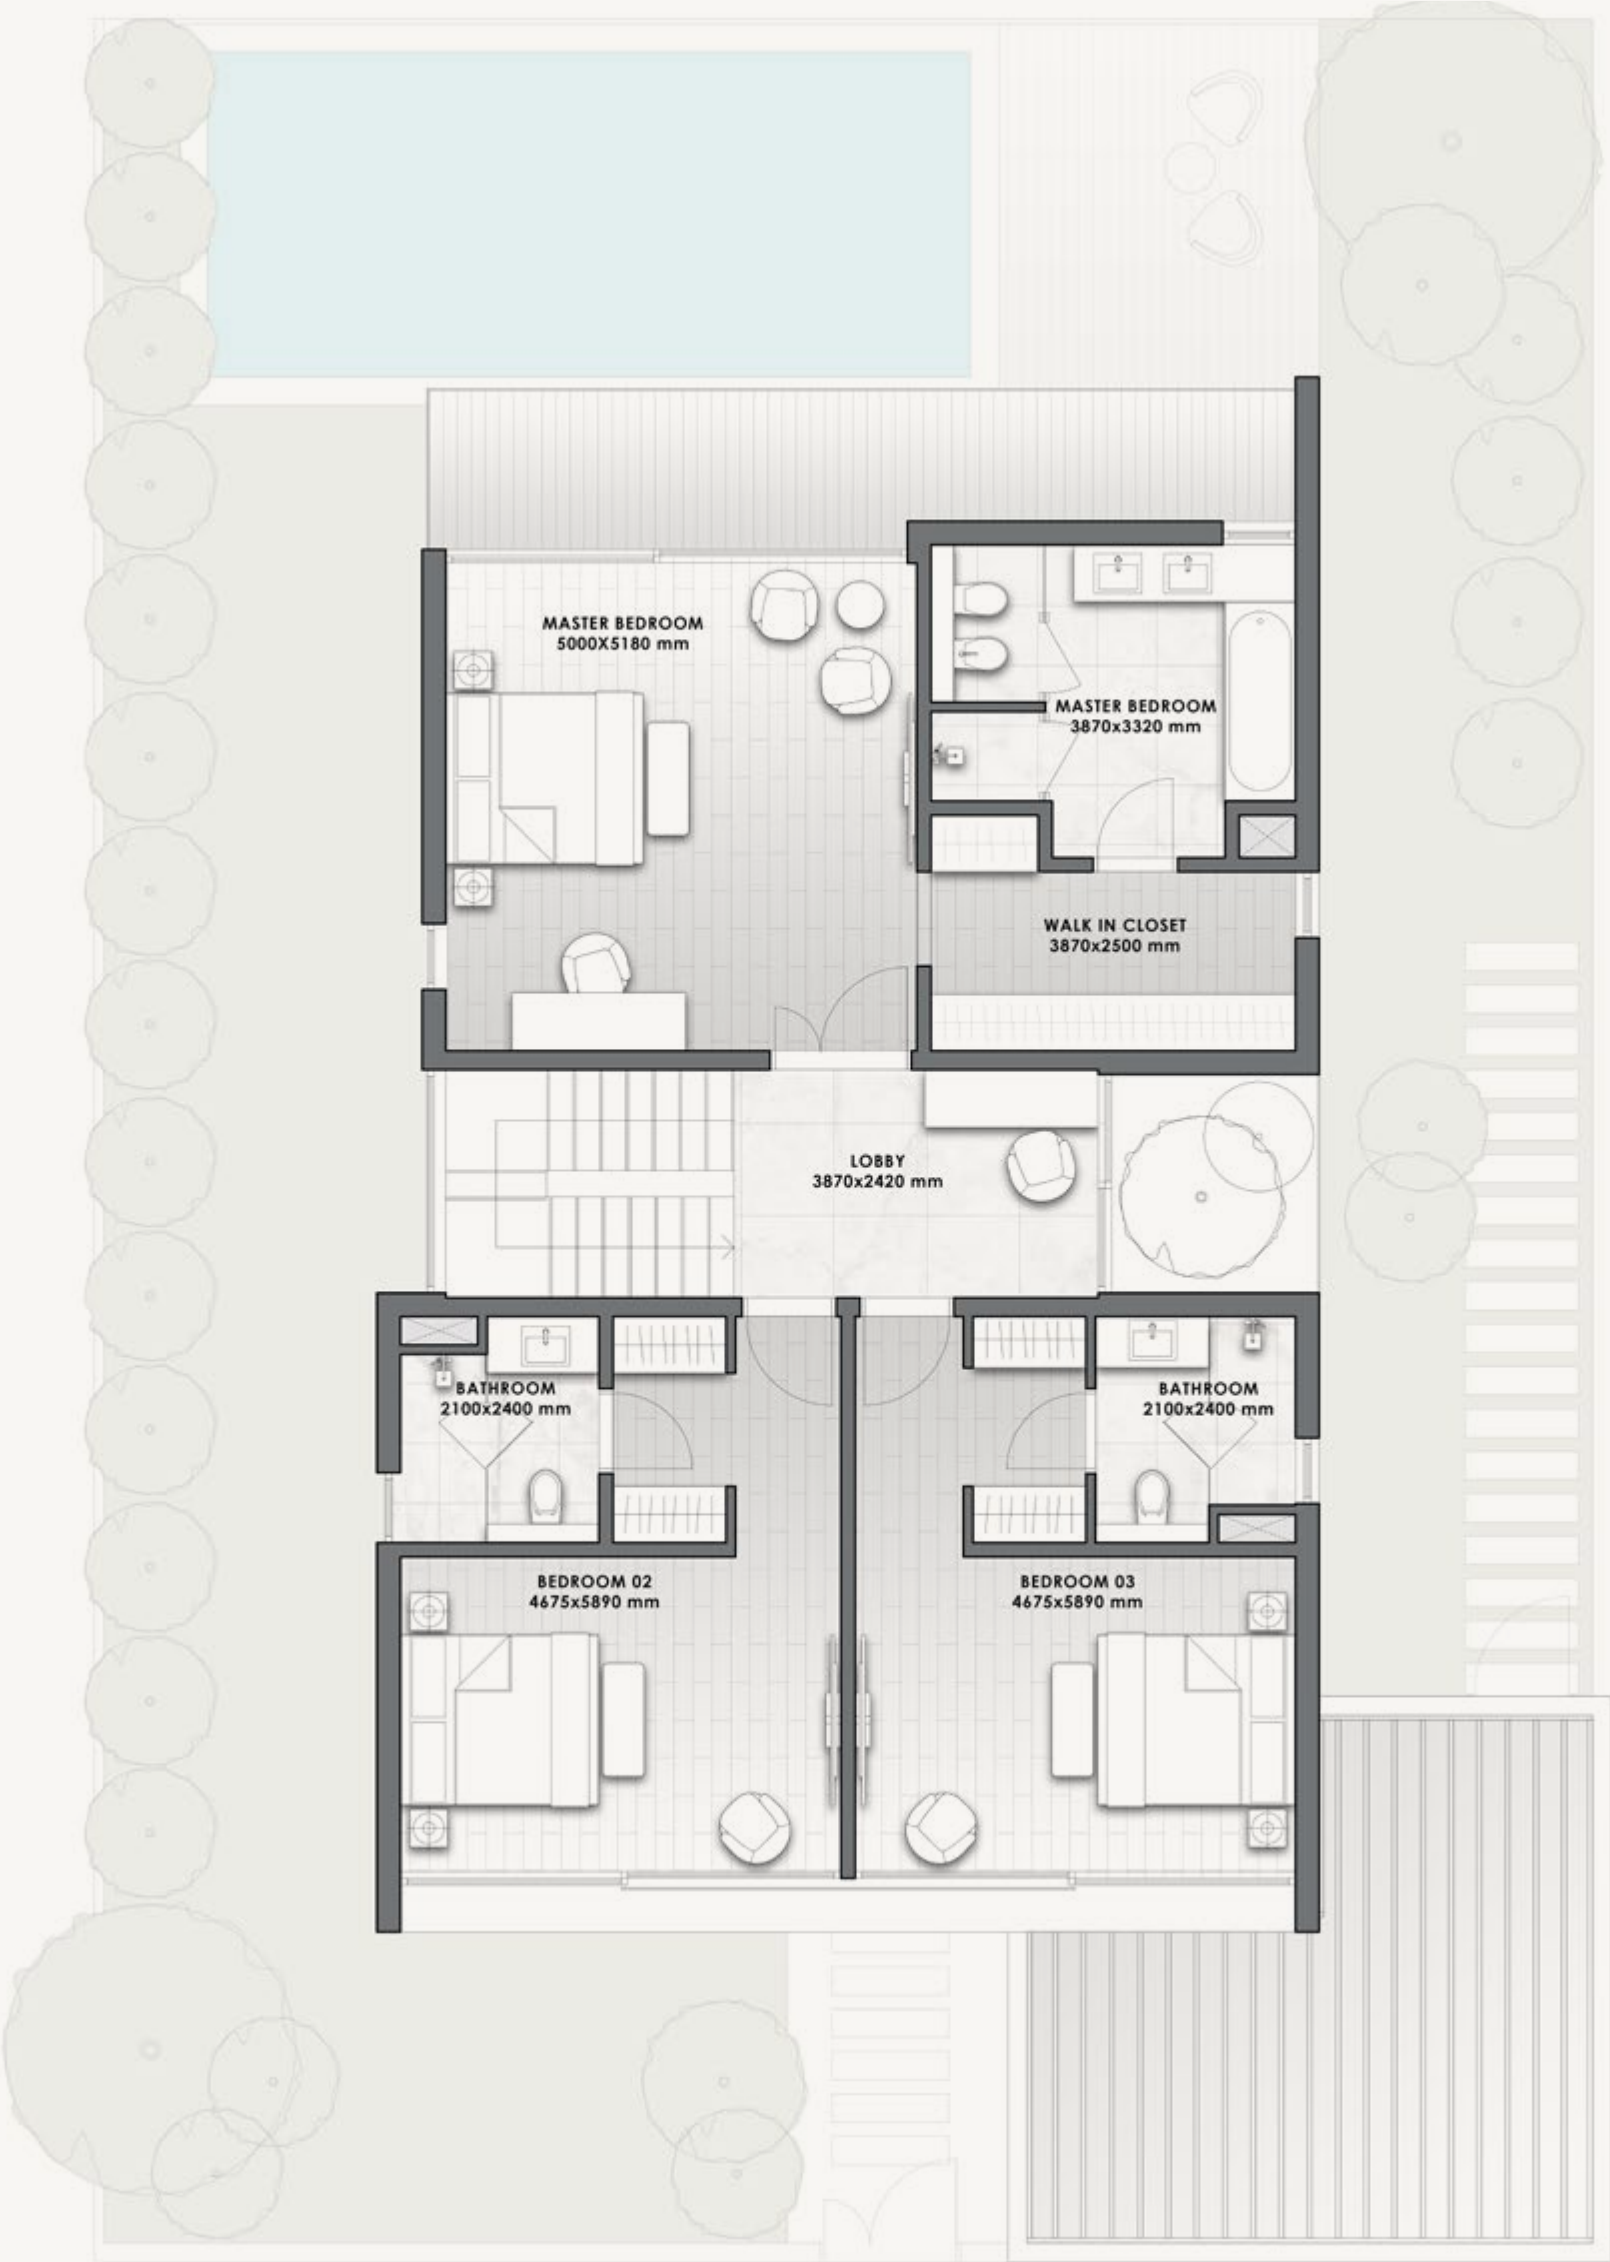 MASTER BEDROOM
5000X5180 mm
MASTER BEDROOM
3870x3320 mm
WALK IN CLOSET
3870x2500 mm
LOBBY
3870x2420 mm
BATHROOM
2100x2400 mm
BATHROOM
2100x2400 mm
BEDROOM 02
4675x5890 mm
BEDROOM 03
4675x5890 mm